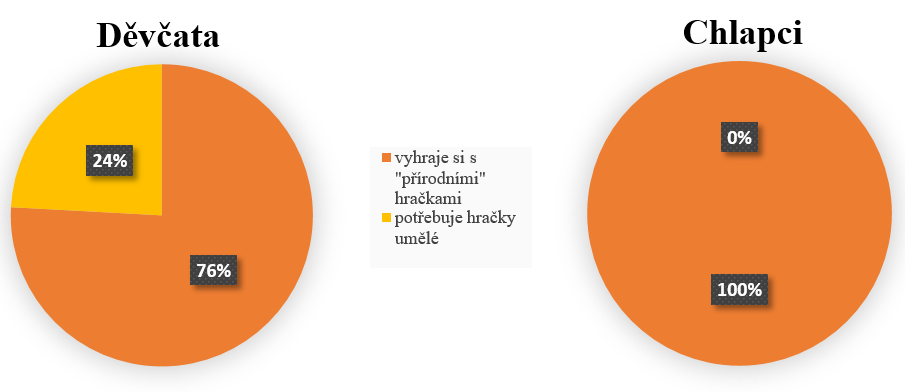 Děvčata
24%
76%
vyhraje si s
"přírodními"
hračkami
potřebuje hračky
umělé
Chlapci
0%
100%